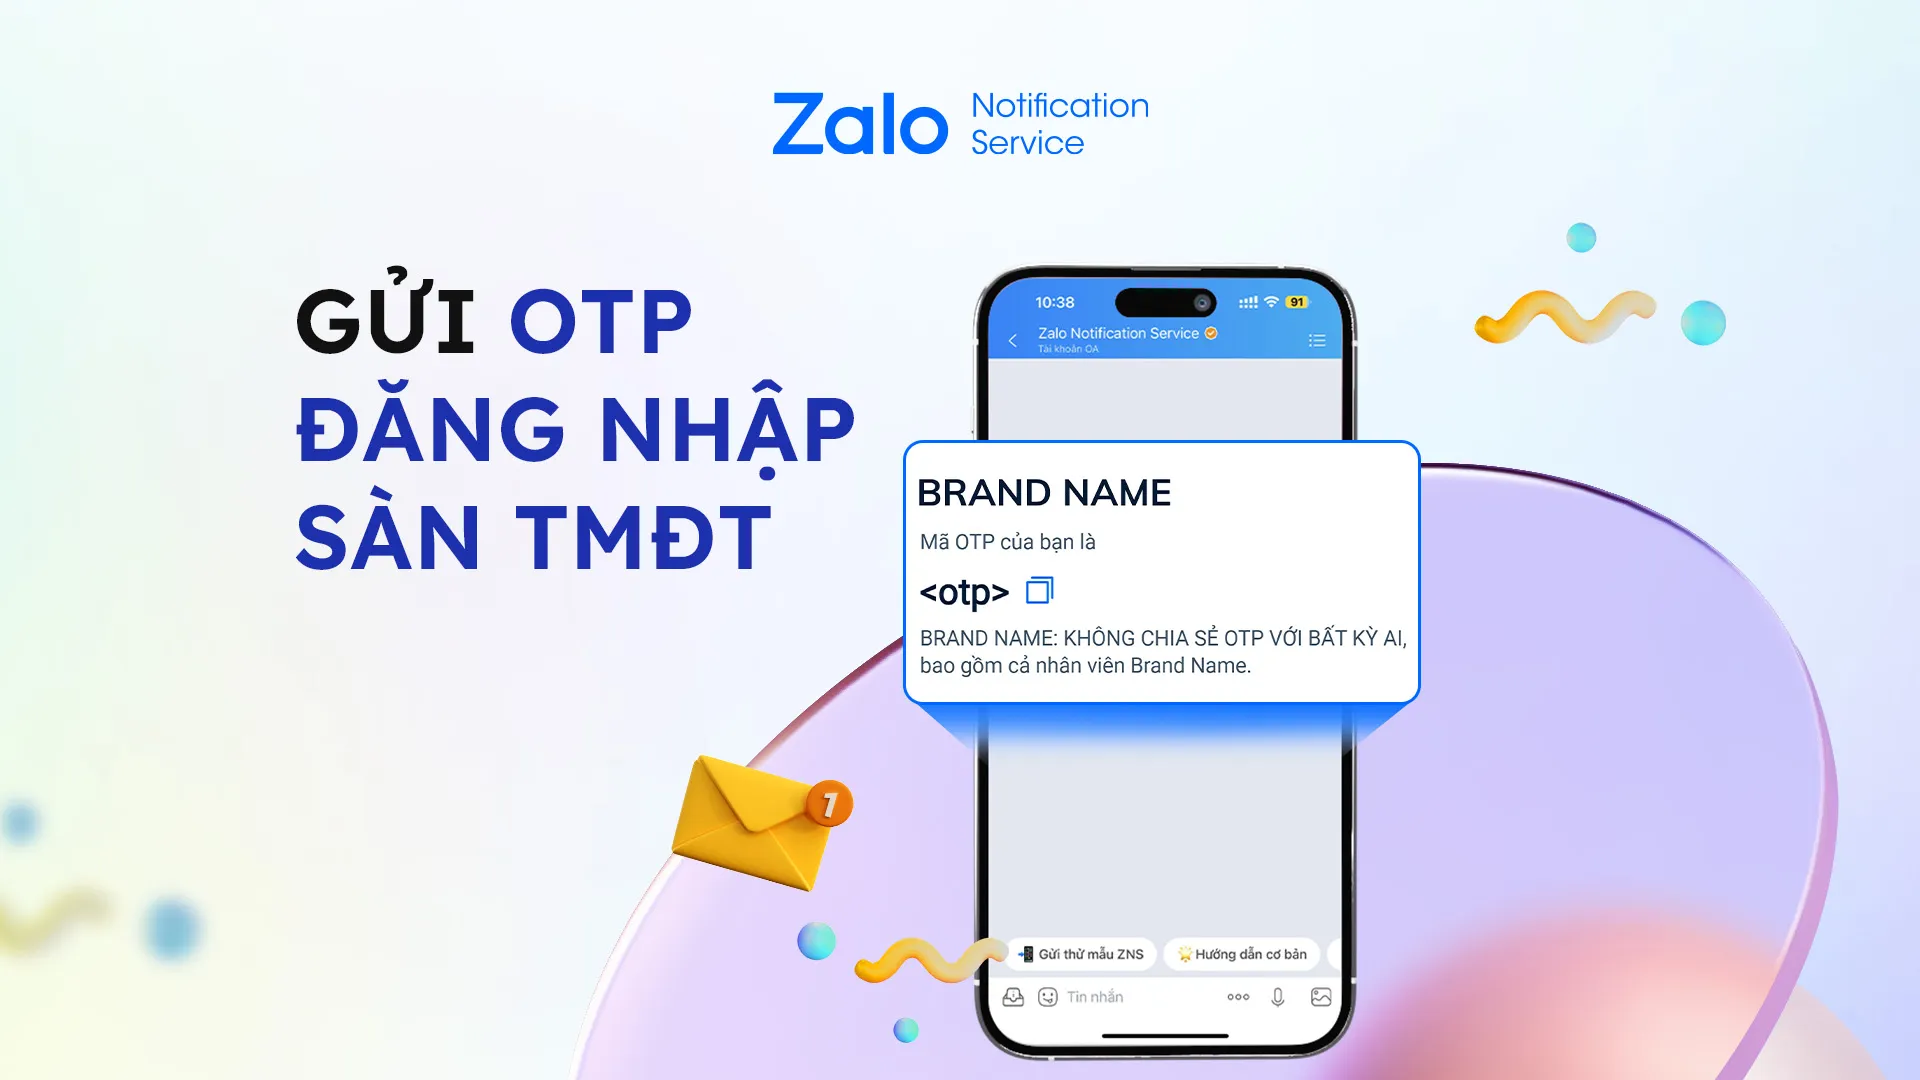 Zalo Notification
Service
GỬI OTP
ĐĂNG NHẬP
SÀN TMĐT
10:38
91
Zalo Notification Service
Tài khoản OA
BRAND NAME
Mã OTP của bạn là
<otp>
BRAND NAME: KHÔNG CHIA SẺ OTP VỚI BẤT KỲ AI,
bao gồm cả nhân viên Brand Name.
1
Gửi thử mẫu ZNS
Hướng dẫn cơ bản
Tin nhắn